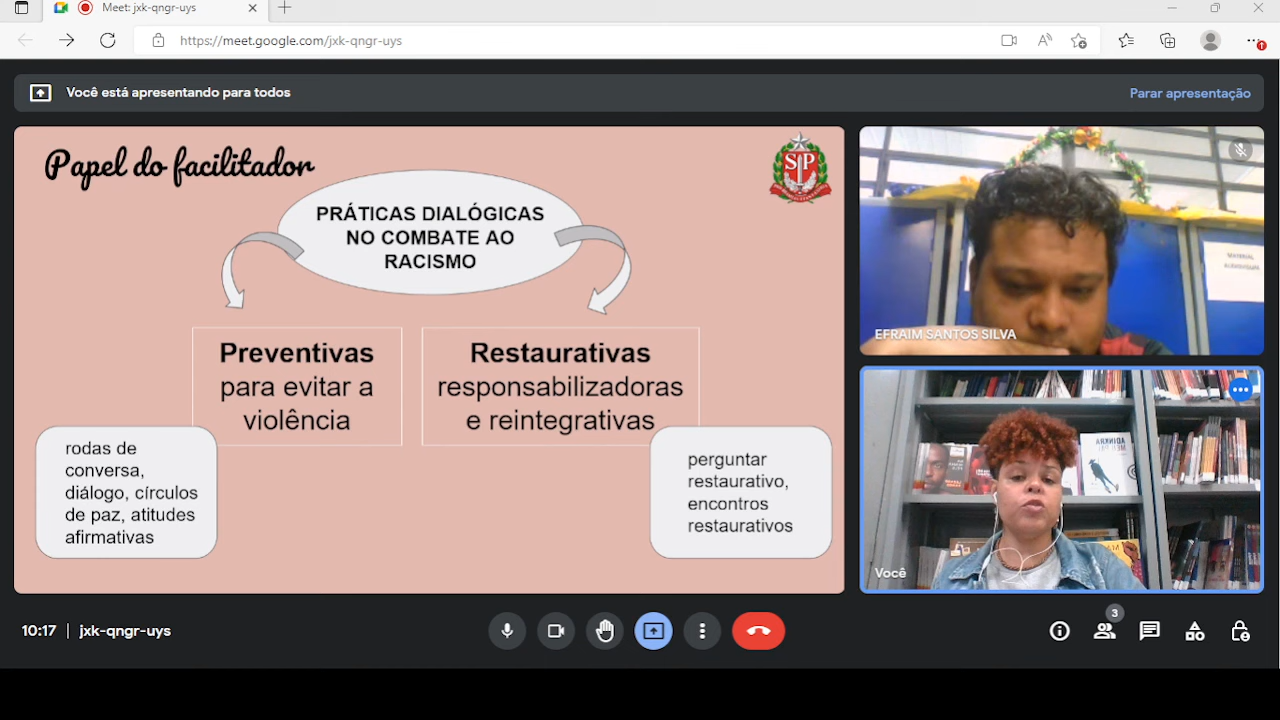 Meet: jxk-qngr-uys
https://meet.google.com/jxk-qngr-uys
Você está apresentando para todos
Parar apresentação
Papel do facilitador
SP
PRÁTICAS DIALÓGICAS
NO COMBATE AO
RACISMO
Preventivas
para evitar a
violência
Restaurativas
responsabilizadoras
e reintegrativas
rodas de
conversa,
diálogo, círculos
de paz, atitudes
afirmativas
perguntar
restaurativo,
encontros
restaurativos
MATERIAL
EFRAIM SANTOS SILVA
ADINKRA
Você
10:17 | jxk-qngr-uys
3